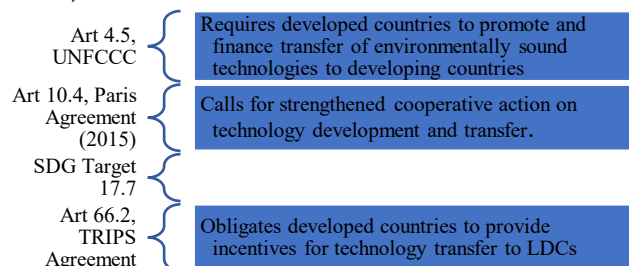 Art 4.5,
UNFCCC
Requires developed countries to promote and
finance transfer of environmentally sound
technologies to developing countries
Art 10.4, Paris
Agreement
(2015)
Calls for strengthened cooperative action on
technology development and transfer.
SDG Target
17.7
Art 66.2,
TRIPS
Agreement
Obligates developed countries to provide
incentives for technology transfer to LDCs